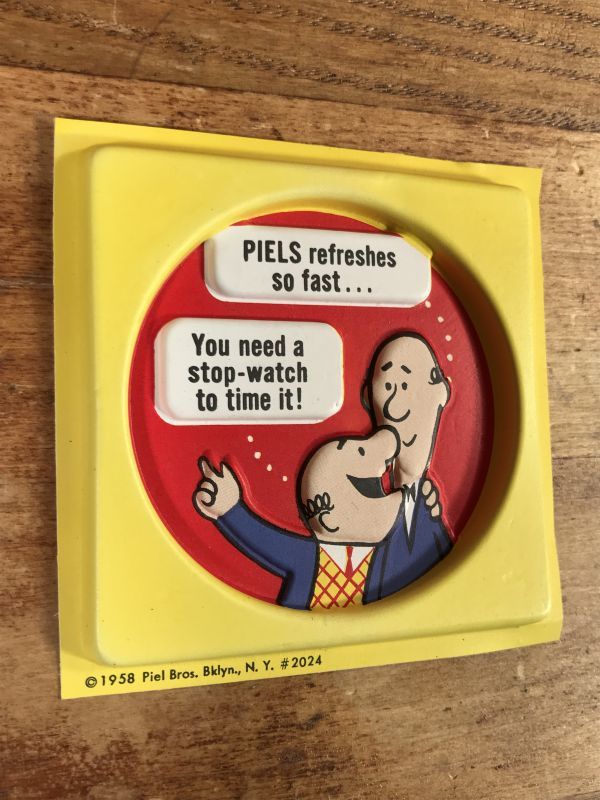 PIELS refreshes
so fast...
You need a
stop-watch
to time it!
©1958 Piel Bros. Bklyn., N. Y. #2024